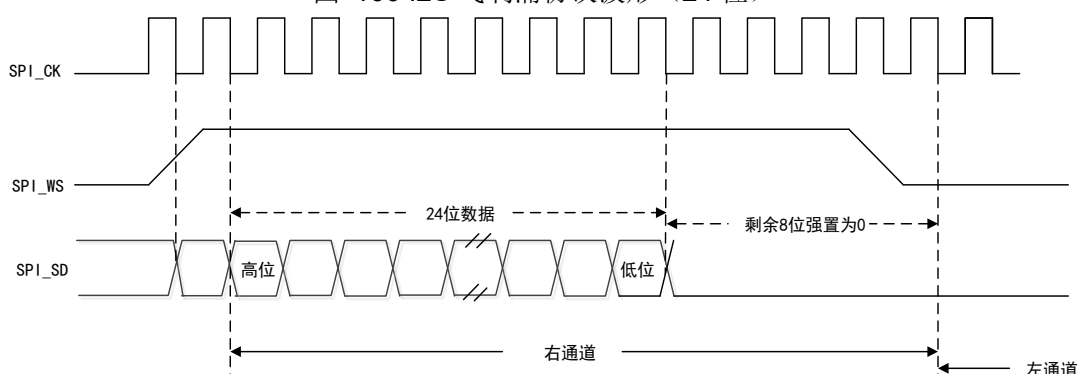 SPI_CK
SPI_WS
24位数据
剩余8位强置为0
SPI_SD
高位
低位
右通道
左通道